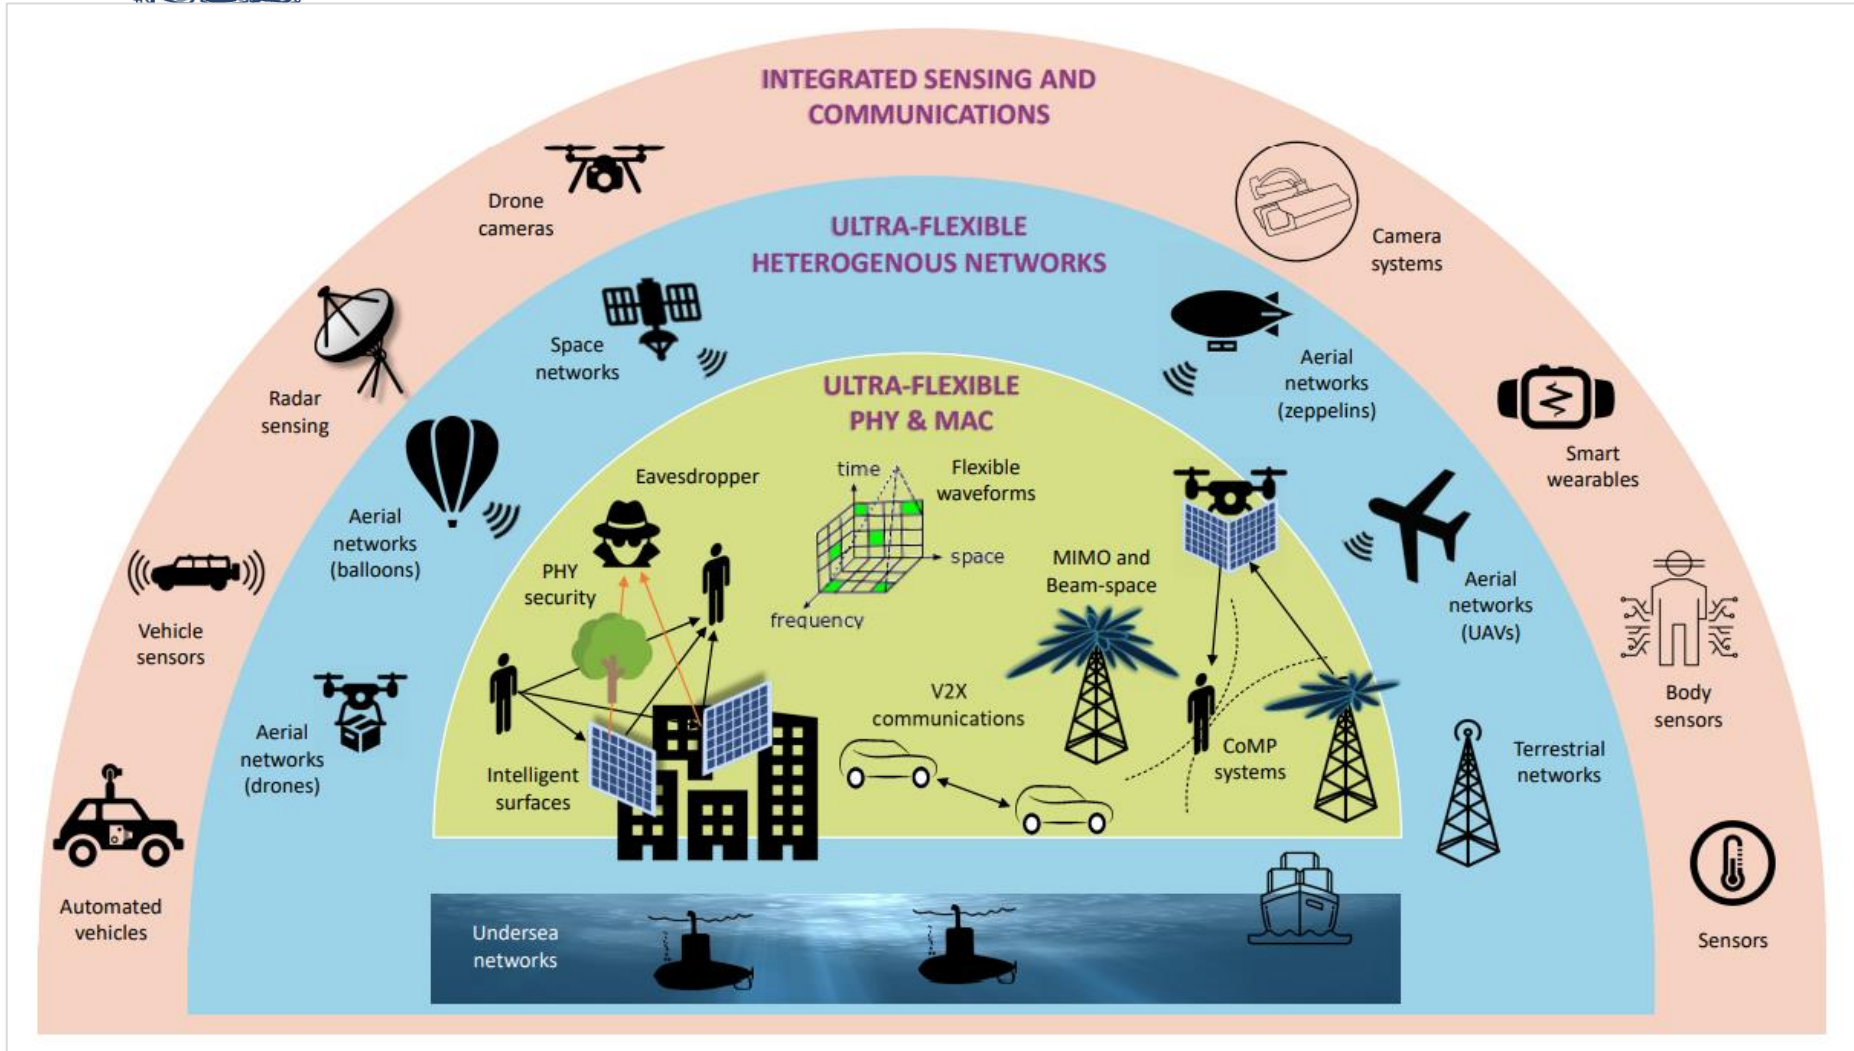 INTEGRATED SENSING AND
COMMUNICATIONS
Drone
cameras
Camera
systems
ULTRA-FLEXIBLE
HETEROGENOUS NETWORKS
Space
networks
Aerial
networks
(zeppelins)
Radar
sensing
ULTRA-FLEXIBLE
PHY & MAC
Smart
wearables
Eavesdropper
time
Flexible
waveforms
space
frequency
Aerial
networks
(balloons)
PHY
security
MIMO and
Beam-space
Aerial
networks
(UAVs)
Vehicle
sensors
V2X
communications
Body
sensors
Aerial
networks
(drones)
Intelligent
surfaces
CoMP
systems
Terrestrial
networks
Automated
vehicles
Undersea
networks
Sensors